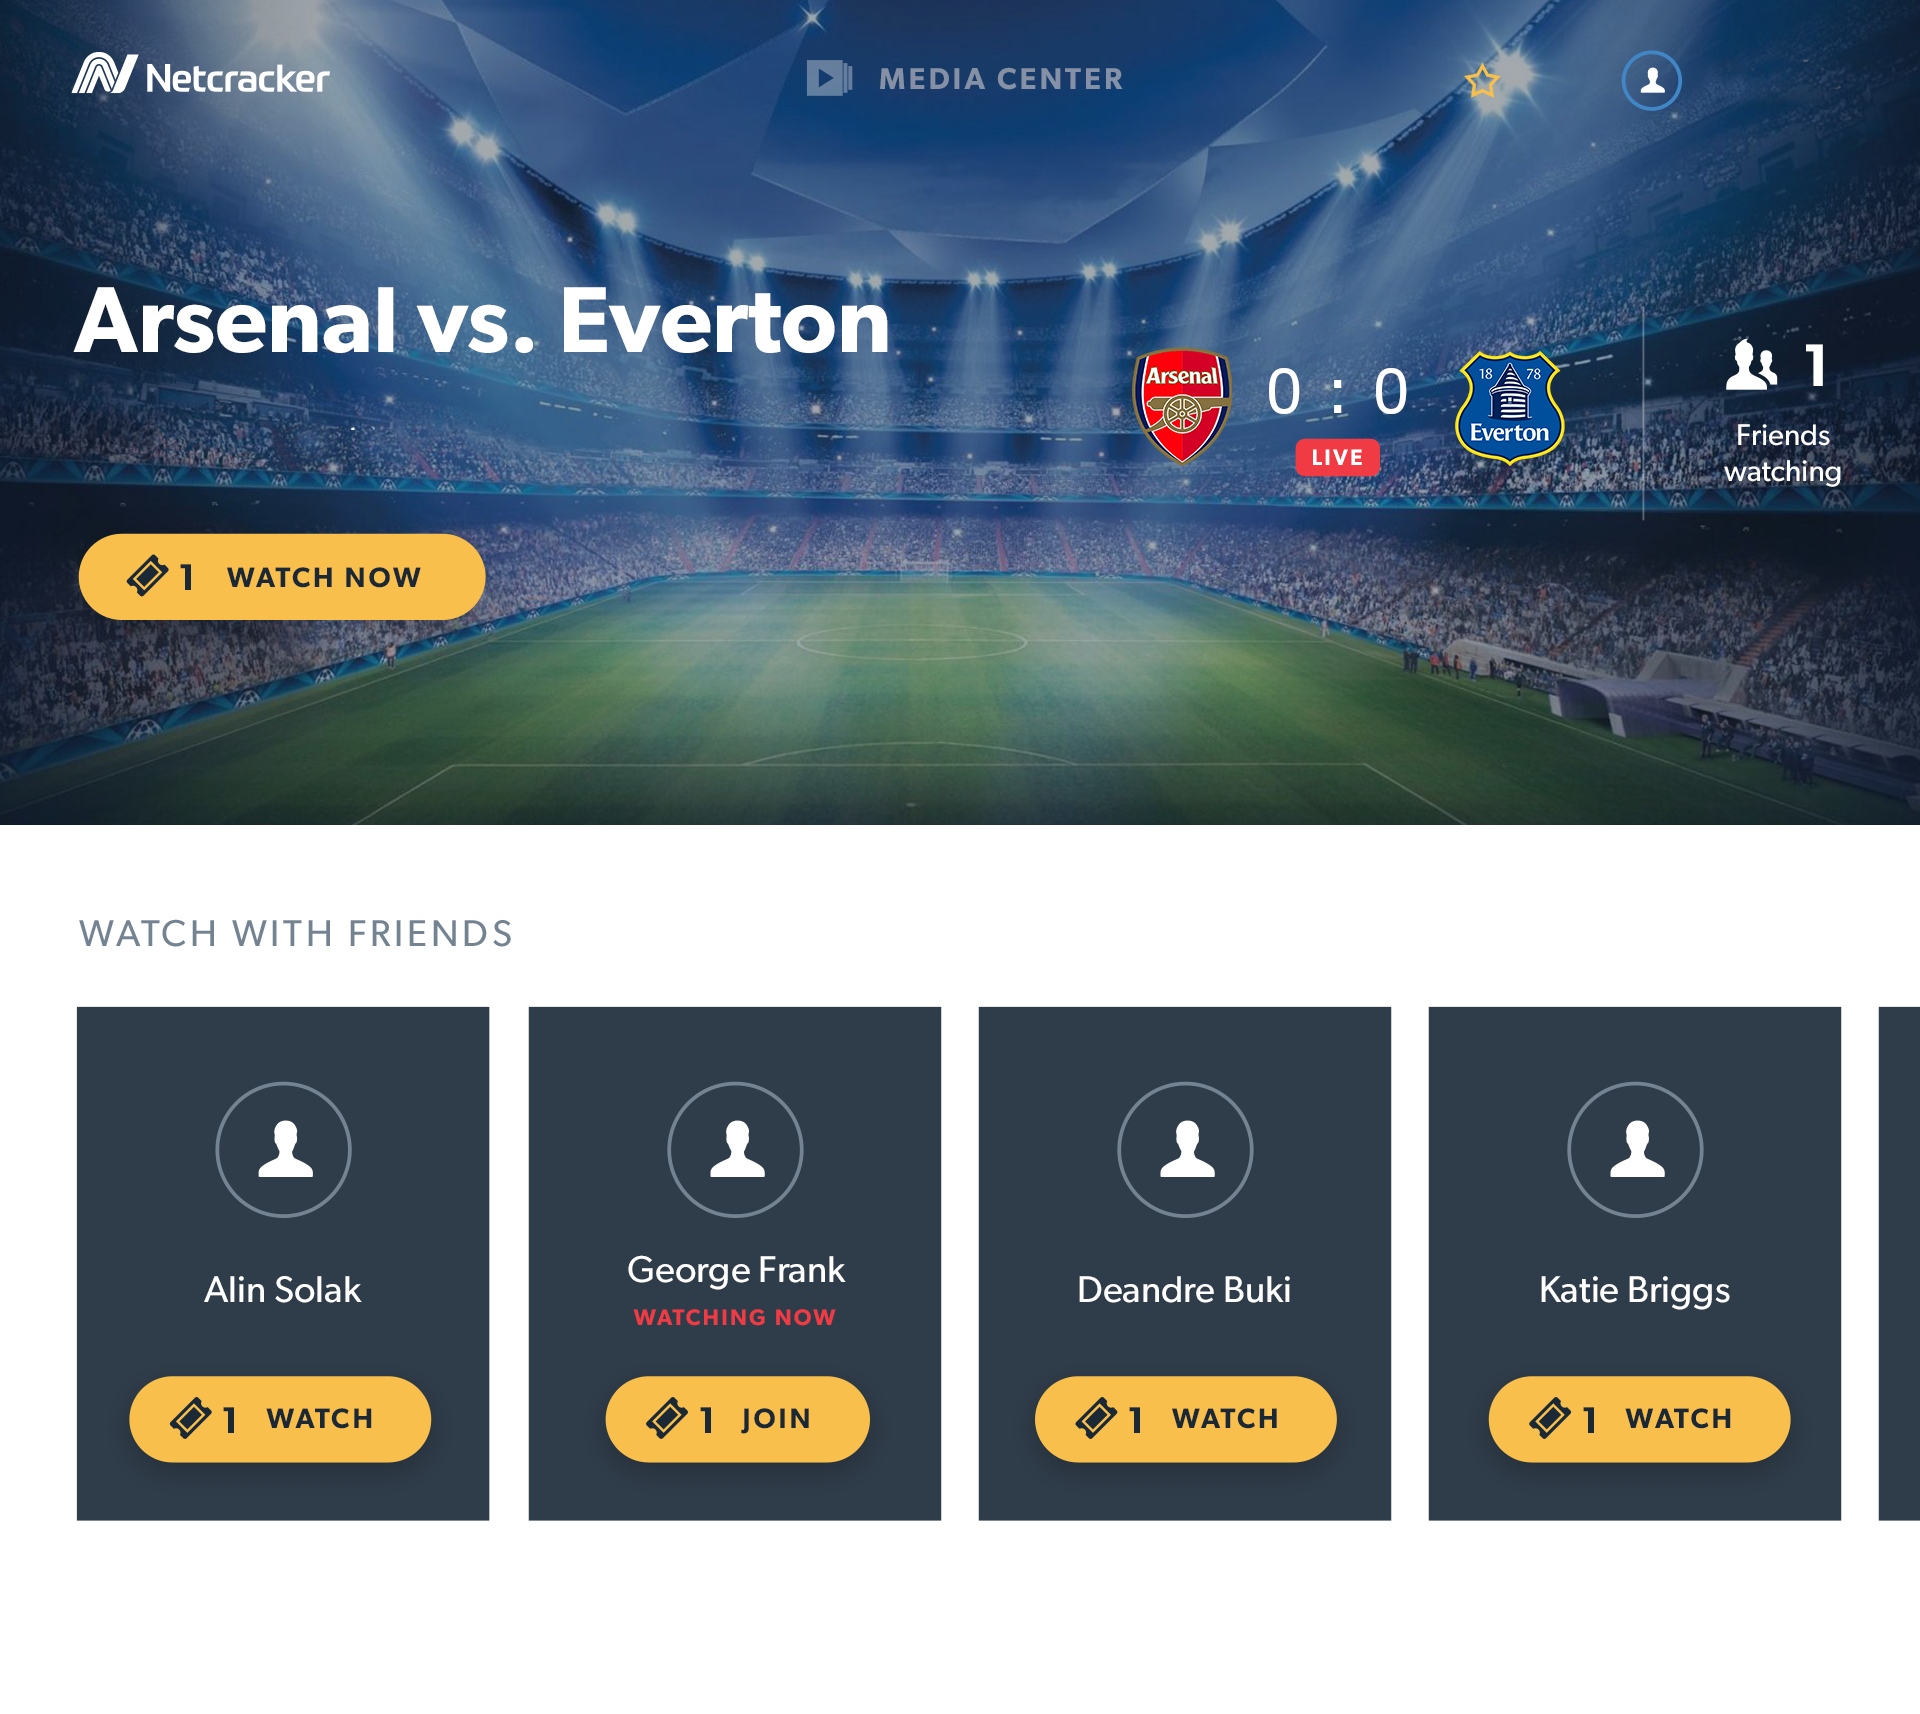 Netcracker
MEDIA CENTER
Arsenal vs. Everton
Arsenal
0 : 0
LIVE
18 78
Everton
1
Friends
watching
1 WATCH NOW
WATCH WITH FRIENDS
Alin Solak
1 WATCH
George Frank
WATCHING NOW
1 JOIN
Deandre Buki
1 WATCH
Katie Briggs
1 WATCH